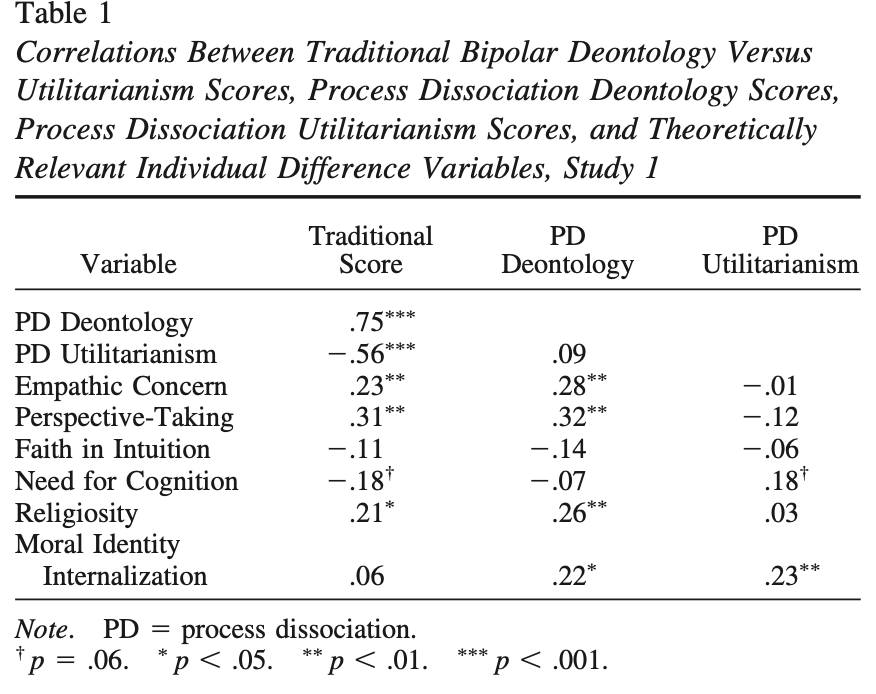 Table 1
Correlations Between Traditional Bipolar Deontology Versus
Utilitarianism Scores, Process Dissociation Deontology Scores,
Process Dissociation Utilitarianism Scores, and Theoretically
Relevant Individual Difference Variables, Study 1
Variable Traditional Score PD Deontology PD Utilitarianism
PD Deontology .75***
PD Utilitarianism −.56*** .09
Empathic Concern .23** .28** −.01
Perspective-Taking .31** .32** −.12
Faith in Intuition −.11 −.14 −.06
Need for Cognition −.18† −.07 .18†
Religiosity .21* .26** .03
Moral Identity
Internalization .06 .22* .23**
Note. PD = process dissociation.
† p = .06. * p < .05. ** p < .01. *** p < .001.